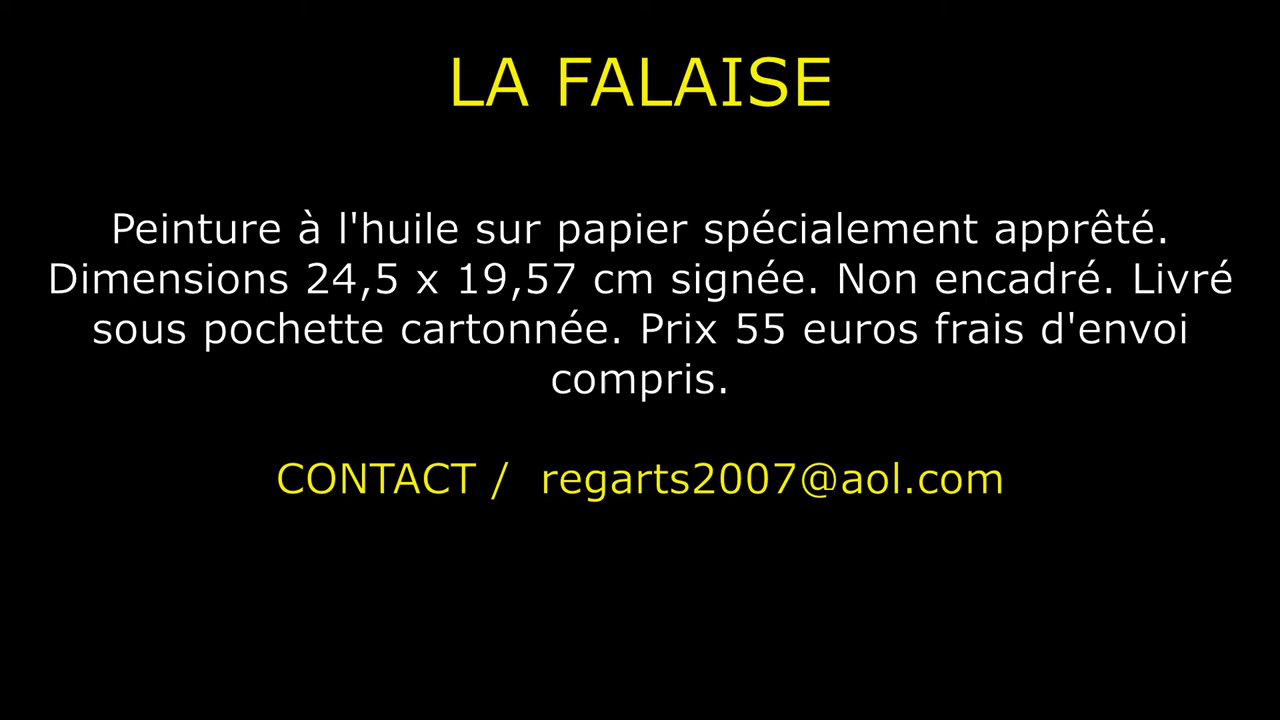 LA FALAISE
Peinture à l'huile sur papier spécialement apprêté.
Dimensions 24,5 x 19,57 cm signée. Non encadré. Livré
sous pochette cartonnée. Prix 55 euros frais d'envoi
compris.
CONTACT /  regarts2007@aol.com